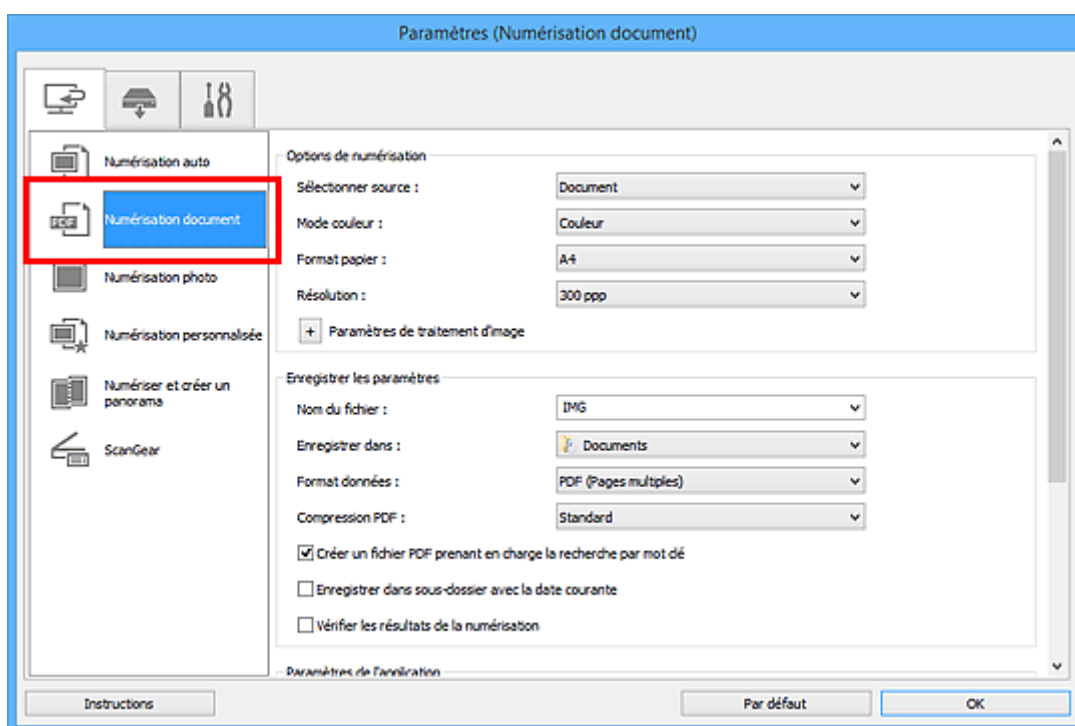 Paramètres (Numérisation document)
Numérisation auto
PDF
Numérisation document
Numérisation photo
Numérisation personnalisée
Numériser et créer un
panorama
ScanGear
Options de numérisation
Sélectionner source : Document
Mode couleur : Couleur
Format papier : A4
Résolution : 300 ppp
+ Paramètres de traitement d'image
Enregistrer les paramètres
Nom du fichier : IMG
Enregistrer dans : Documents
Format données : PDF (Pages multiples)
Compression PDF : Standard
Créer un fichier PDF prenant en charge la recherche par mot clé
Enregistrer dans sous-dossier avec la date courante
Vérifier les résultats de la numérisation
Paramètres de l'application
Instructions Par défaut OK